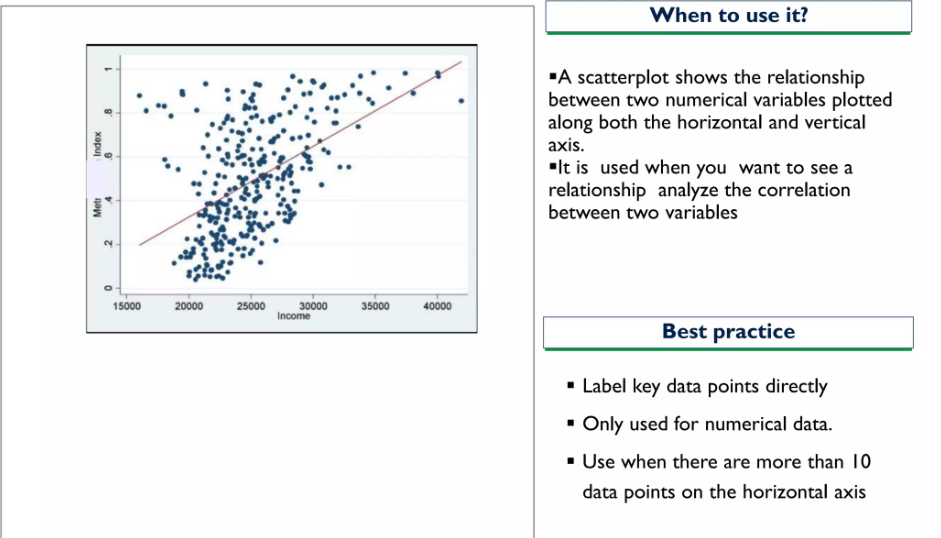 When to use it?
▪A scatterplot shows the relationship
between two numerical variables plotted
along both the horizontal and vertical
axis.
▪It is used when you want to see a
relationship analyze the correlation
between two variables
Index
1
.8
.6
.4
.2
0
15000 20000 25000 30000 35000 40000
Income
Best practice
▪ Label key data points directly
▪ Only used for numerical data.
▪ Use when there are more than 10
data points on the horizontal axis